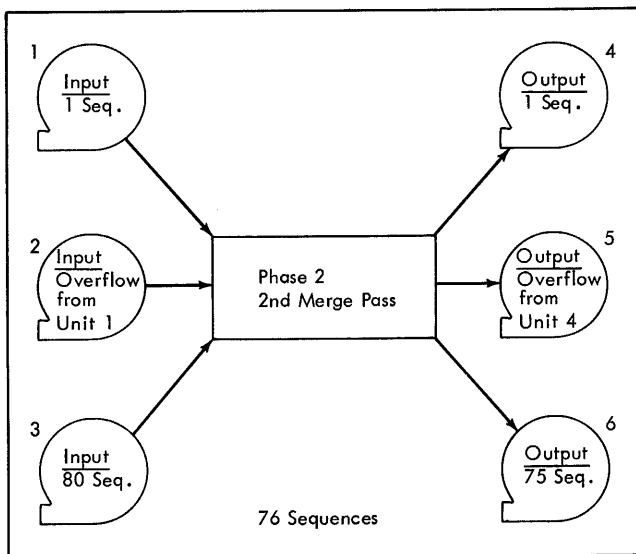 1
Input
1 Seq.
2
Input
Overflow
from
Unit 1
3
Input
80 Seq.
Phase 2
2nd Merge Pass
76 Sequences
4
Output
1 Seq.
5
Output
Overflow
from
Unit 4
6
Output
75 Seq.